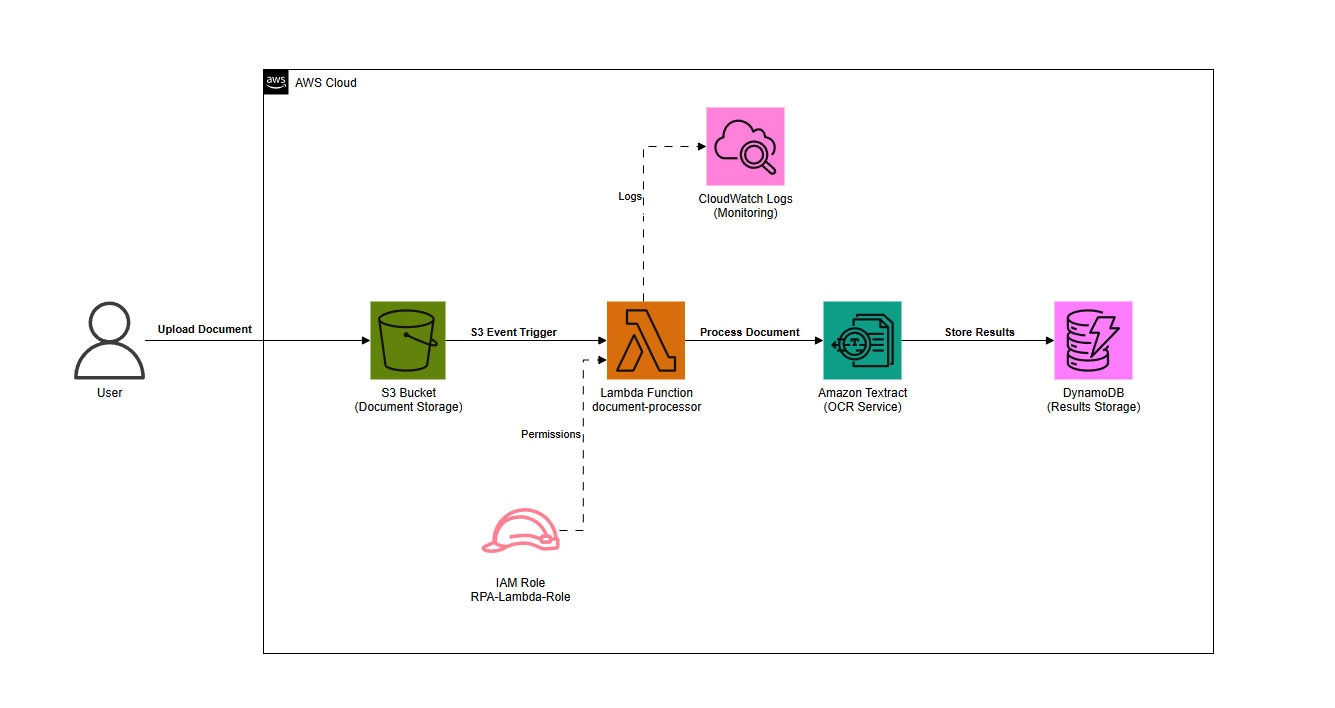 aws
AWS Cloud
CloudWatch Logs
(Monitoring)
Logs
Upload Document
S3 Event Trigger
Process Document
Store Results
User
S3 Bucket
(Document Storage)
Lambda Function
document-processor
Amazon Textract
(OCR Service)
DynamoDB
(Results Storage)
Permissions
IAM Role
RPA-Lambda-Role